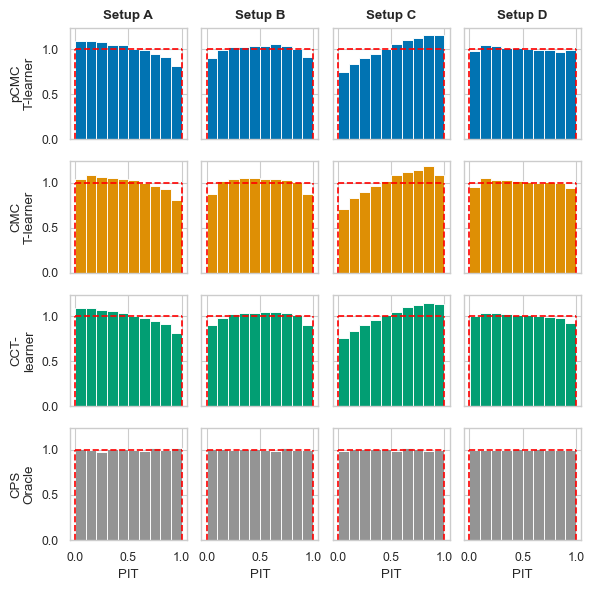 Setup A Setup B Setup C Setup D
pCMC
T-learner
1.0
0.5
0.0
CMC
T-learner
1.0
0.5
0.0
CCT-
learner
1.0
0.5
0.0
CPS
Oracle
1.0
0.5
0.0
0.0 0.5 1.0 0.0 0.5 1.0 0.0 0.5 1.0 0.0 0.5 1.0
PIT PIT PIT PIT